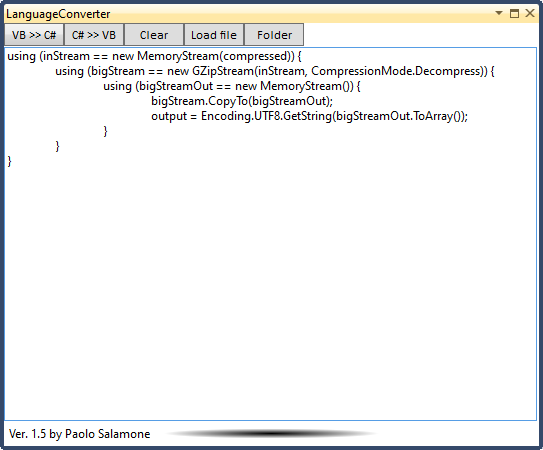 LanguageConverter
VB >> C# C# >> VB Clear Load file Folder
using (inStream == new MemoryStream(compressed)) {
using (bigStream == new GZipStream(inStream, CompressionMode.Decompress)) {
using (bigStreamOut == new MemoryStream()) {
bigStream.CopyTo(bigStreamOut);
output = Encoding.UTF8.GetString(bigStreamOut.ToArray());
}
}
}
Ver. 1.5 by Paolo Salamone